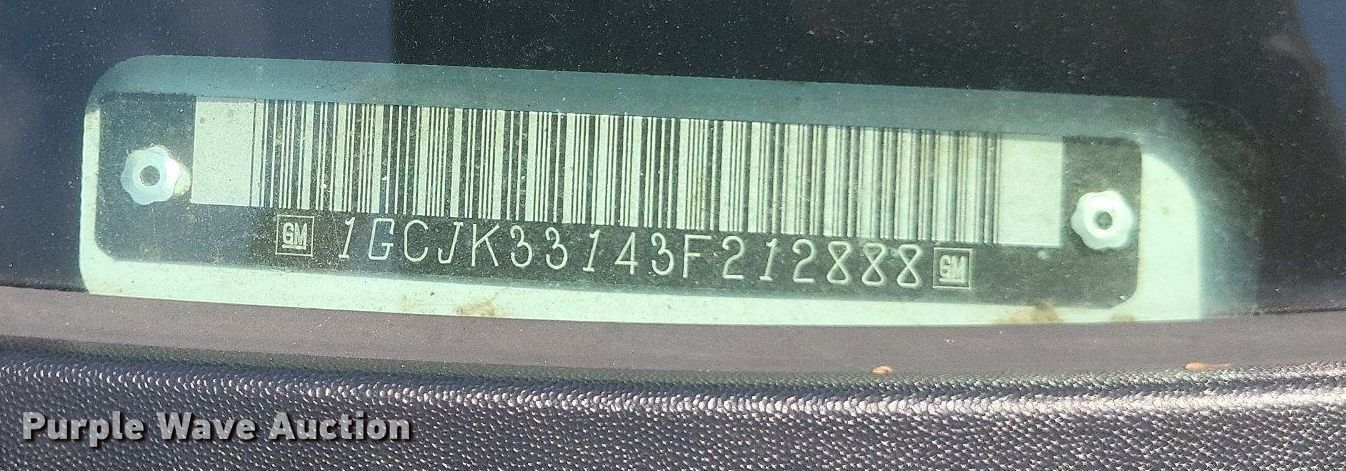 GM 1GCJK33143F212888 GM
Purple Wave Auction